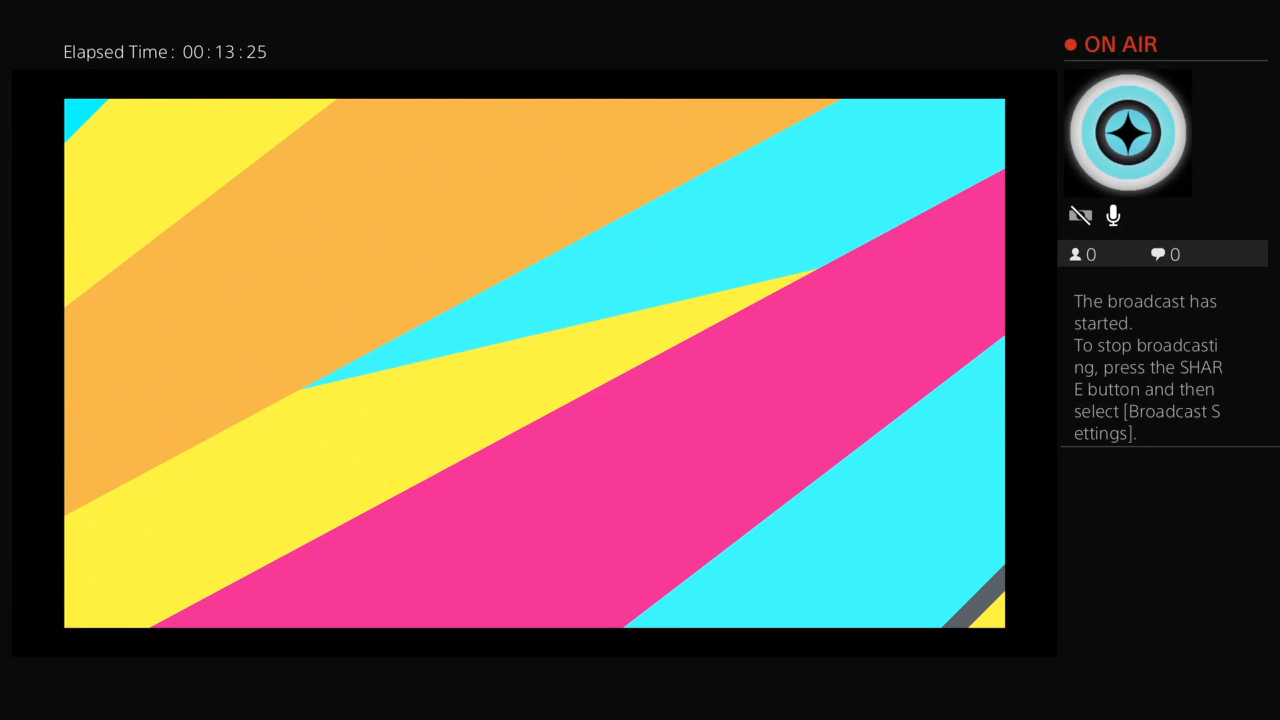 Elapsed Time: 00:13:25
ON AIR
0 0
The broadcast has
started.
To stop broadcasti
ng, press the SHAR
E button and then
select [Broadcast S
ettings].